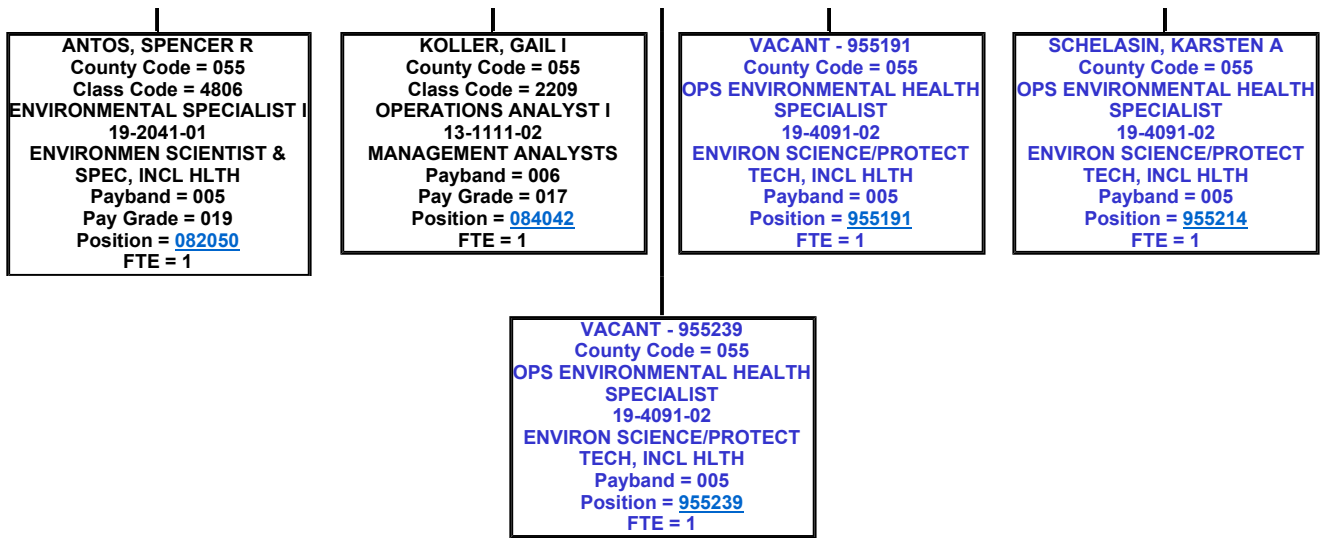 ANTOS, SPENCER R
County Code = 055
Class Code = 4806
ENVIRONMENTAL SPECIALIST I
19-2041-01
ENVIRONMEN SCIENTIST &
SPEC, INCL HLTH
Payband = 005
Pay Grade = 019
Position = 082050
FTE = 1
KOLLER, GAIL I
County Code = 055
Class Code = 2209
OPERATIONS ANALYST I
13-1111-02
MANAGEMENT ANALYSTS
Payband = 006
Pay Grade = 017
Position = 084042
FTE = 1
VACANT - 955191
County Code = 055
OPS ENVIRONMENTAL HEALTH
SPECIALIST
19-4091-02
ENVIRON SCIENCE/PROTECT
TECH, INCL HLTH
Payband = 005
Position = 955191
FTE = 1
SCHELASIN, KARSTEN A
County Code = 055
OPS ENVIRONMENTAL HEALTH
SPECIALIST
19-4091-02
ENVIRON SCIENCE/PROTECT
TECH, INCL HLTH
Payband = 005
Position = 955214
FTE = 1
VACANT - 955239
County Code = 055
OPS ENVIRONMENTAL HEALTH
SPECIALIST
19-4091-02
ENVIRON SCIENCE/PROTECT
TECH, INCL HLTH
Payband = 005
Position = 955239
FTE = 1